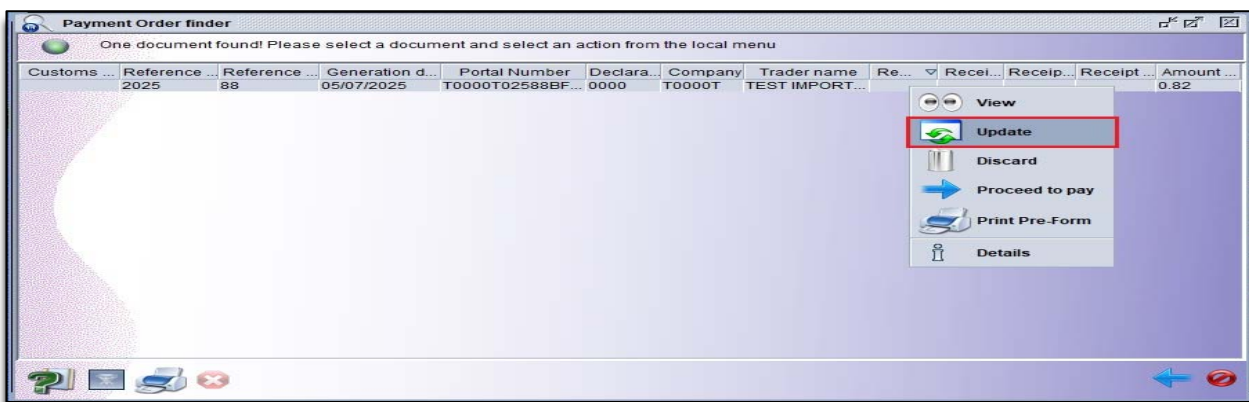 Payment Order finder
One document found! Please select a document and select an action from the local menu
Customs ... Reference ... Reference ... Generation d... Portal Number Declara... Company Trader name Re... Recei... Receip... Receipt ... Amount ...
2025 88 05/07/2025 T0000T02588BF... 0000 T0000T TEST IMPORT... 0.82
View
Update
Discard
Proceed to pay
Print Pre-Form
Details